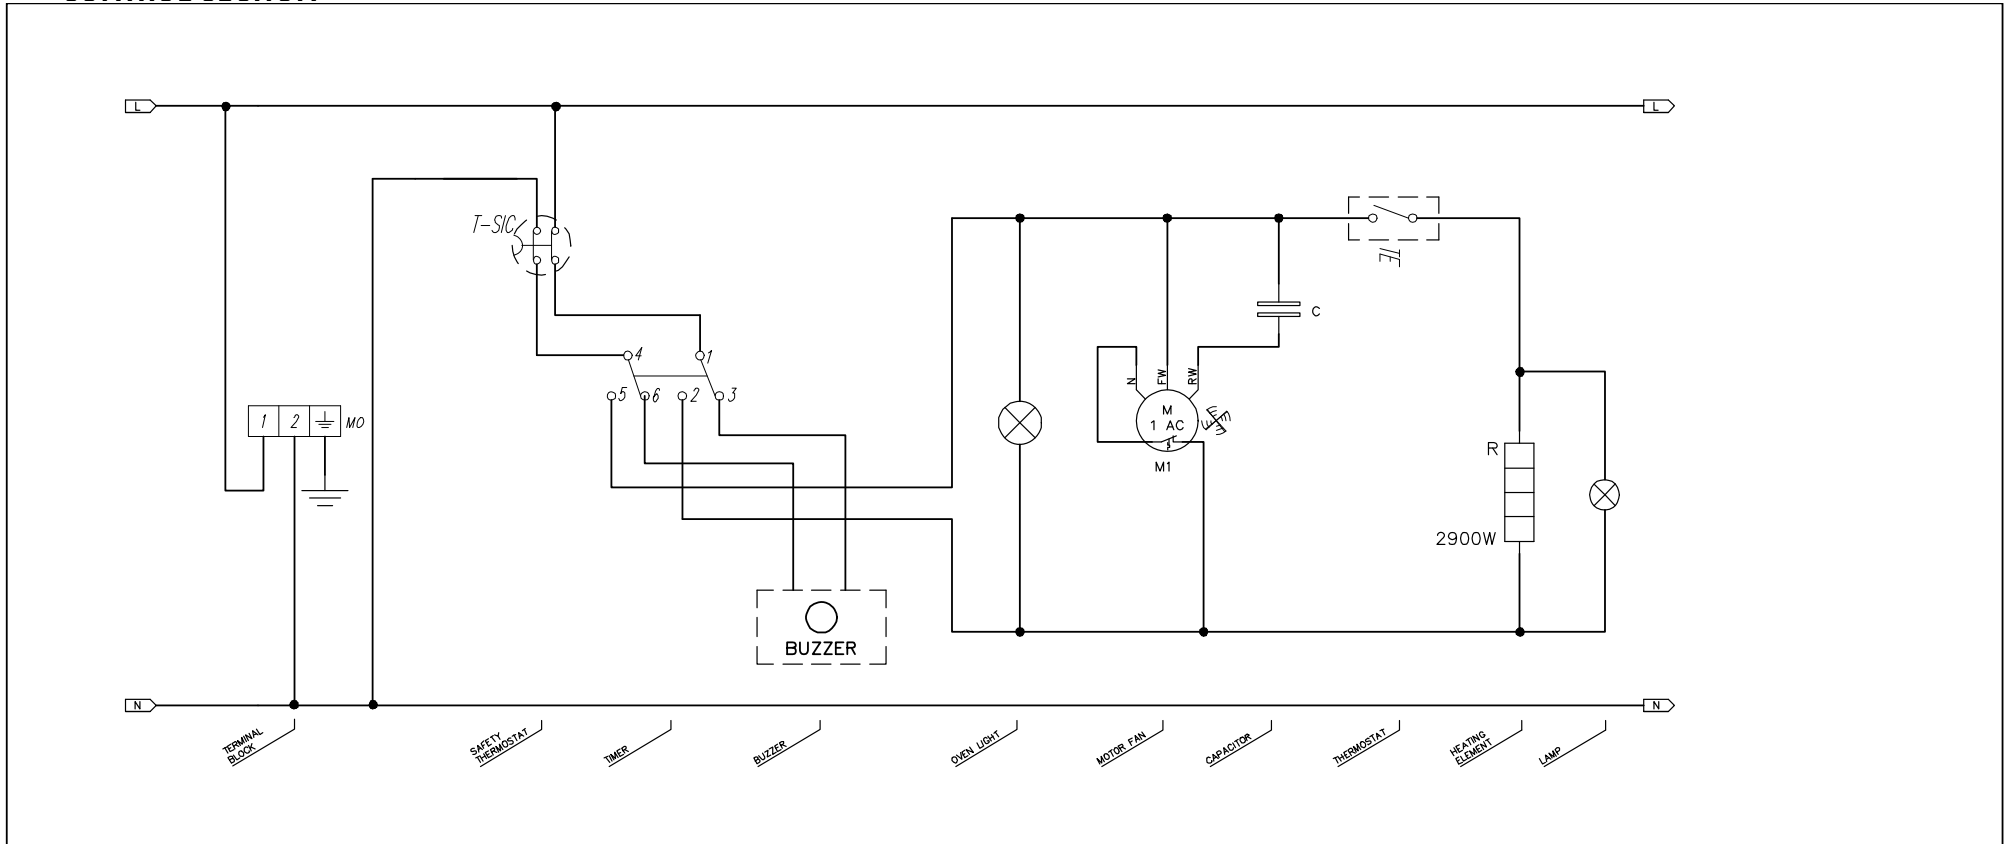 L
L
T-SIC
TE
C
4
1
N
FW
RW
5
6
2
3
1
2
MO
M
1 AC
M1
R
2900W
BUZZER
N
N
TERMINAL
BLOCK
SAFETY
THERMOSTAT
TIMER
BUZZER
OVEN LIGHT
MOTOR FAN
CAPACITOR
THERMOSTAT
HEATING
ELEMENT
LAMP